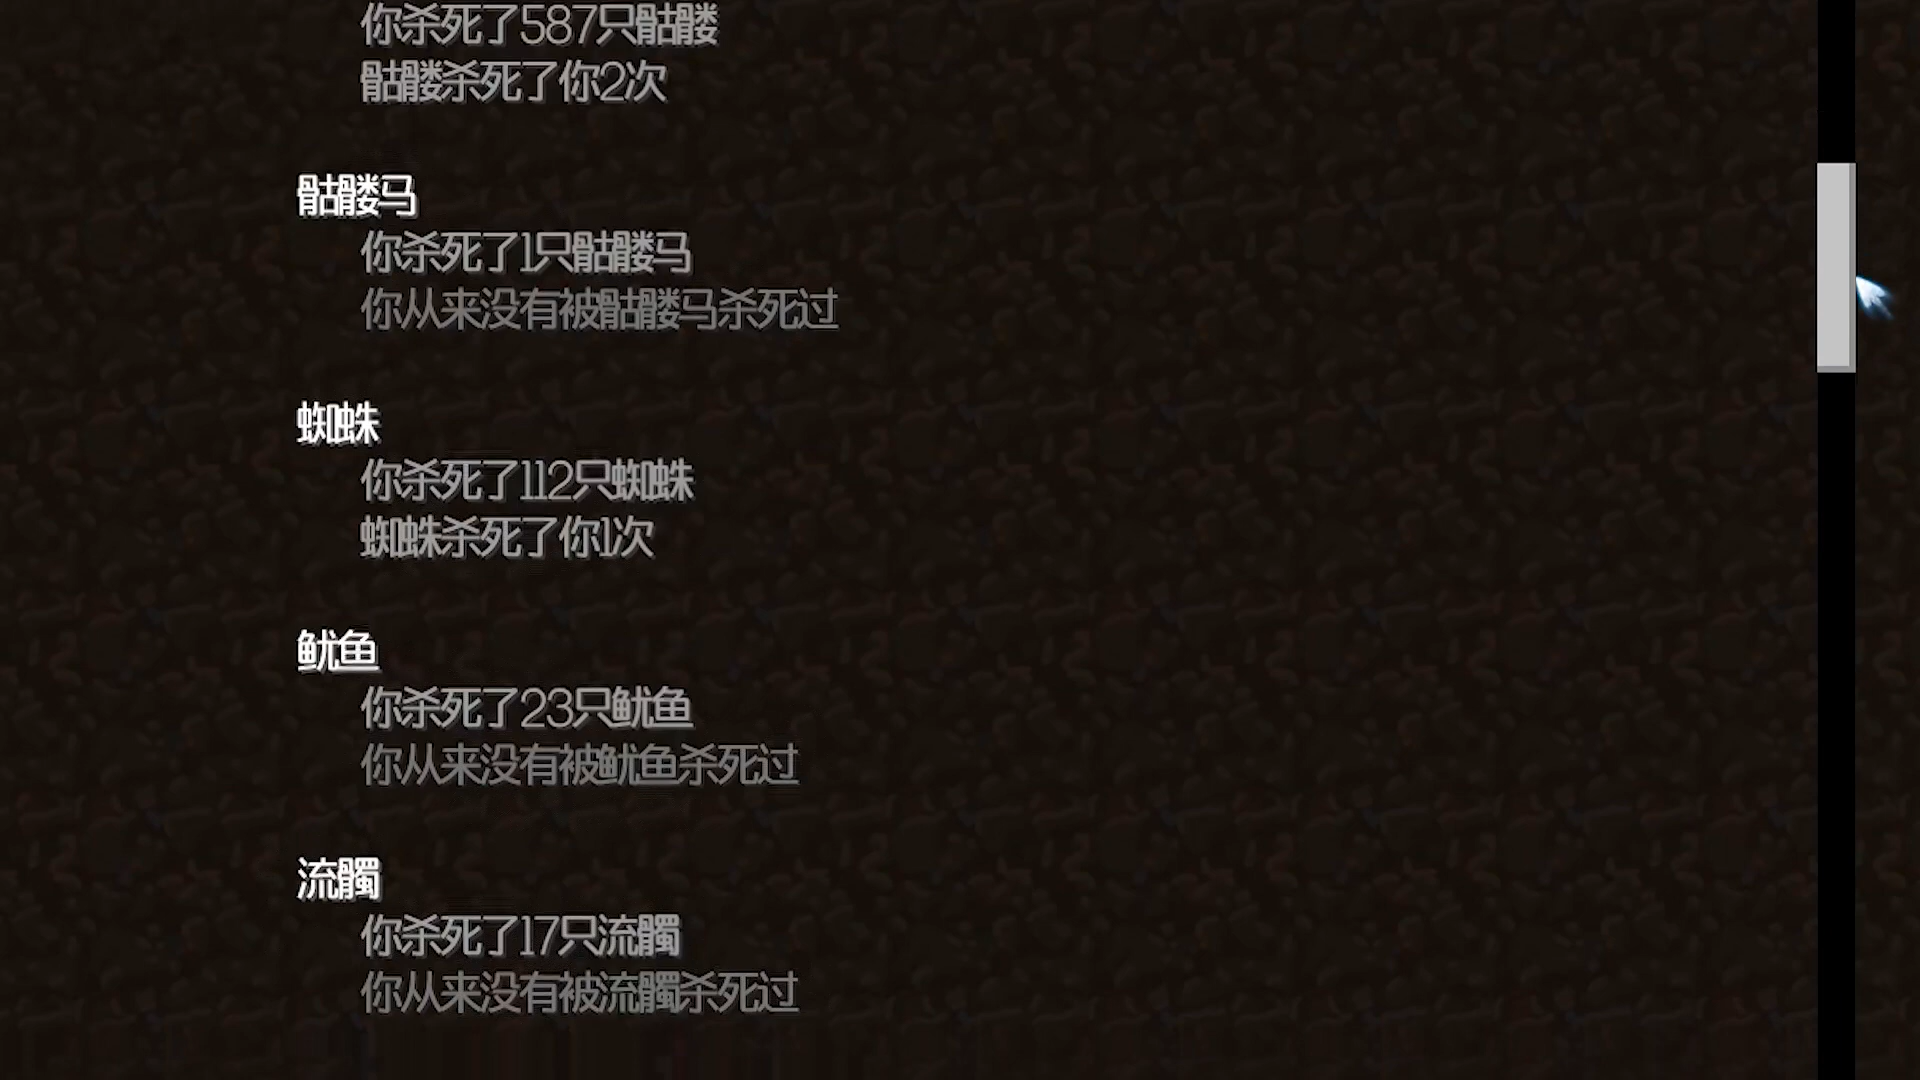 你杀死了587只骷髅
骷髅杀死了你2次
骷髅马
你杀死了1只骷髅马
你从来没有被骷髅马杀死过
蜘蛛
你杀死了112只蜘蛛
蜘蛛杀死了你1次
鱿鱼
你杀死了23只鱿鱼
你从来没有被鱿鱼杀死过
流髑
你杀死了17只流髑
你从来没有被流髑杀死过